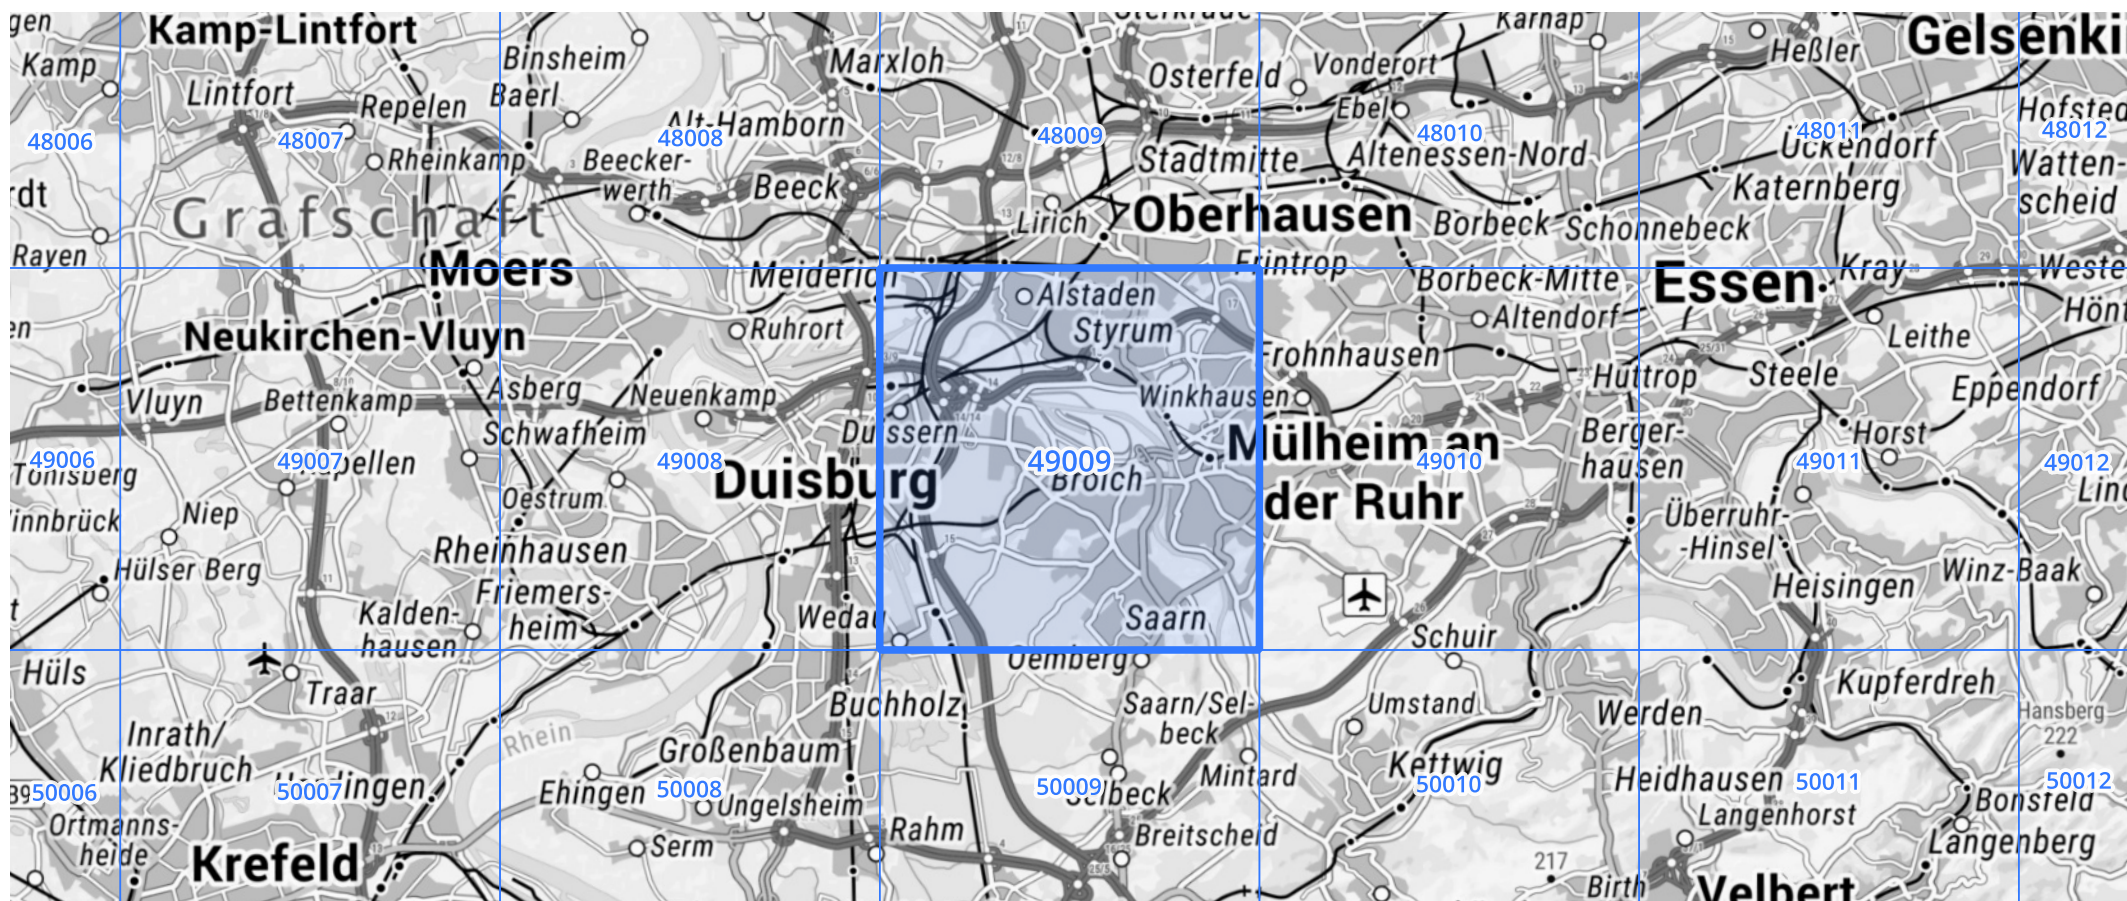 Kamp-Lintfort
Binsheim
Marxloh
Karnap
Heßler
Kamp
Osterfeld
Vonderort
Lintfort
Repelen
Baerl
Alt-Hamborn
Ebel
48006
48007
48008
48009
48010
48011
48012
Rheinkamp
Beecker-
werth
Beeck
Stadtmitte
Altenessen-Nord
Ückendorf
Watten-
scheid
Katernberg
Grafschaft
Lirich
Oberhausen
Borbeck
Schonnebeck
Rayen
Moers
Meiderich
Frintrop
Borbeck-Mitte
Essen
Kray
Alstaden
Styrum
Altendorf
Leithe
Neukirchen-Vluyn
Ruhrort
Frohnhausen
Huttrop
Steele
Eppendorf
Vluyn
Bettenkamp
Asberg
Neuenkamp
Winkhausen
Schwafheim
Duissern
Mülheim an
der Ruhr
Berger-
hausen
Horst
49006
49007
49008
49009
49010
49011
49012
Tönisberg
Kapellen
Duisburg
Broich
Niep
Oestrum
Überruhr-
-Hinsel
Rheinhausen
Hülser Berg
Friemers-
heim
Heisingen
Winz-Baak
Kalden-
hausen
Wedau
Saarn
Schuir
Hüls
Traar
Oemberg
Buchholz
Saarn/Sel-
beck
Umstand
Werden
Kupferdreh
Hansberg
222
Inrath/
Kliedbruch
Rhein
Großenbaum
Mintard
Kettwig
Heidhausen
50006
50007
50008
50009
50010
50011
50012
Ehingen
Ungelsheim
Selbeck
Langenhorst
Bonsfeld
Ortmanns-
heide
Serm
Rahm
Breitscheid
Langenberg
Krefeld
217
Birth
Velbert